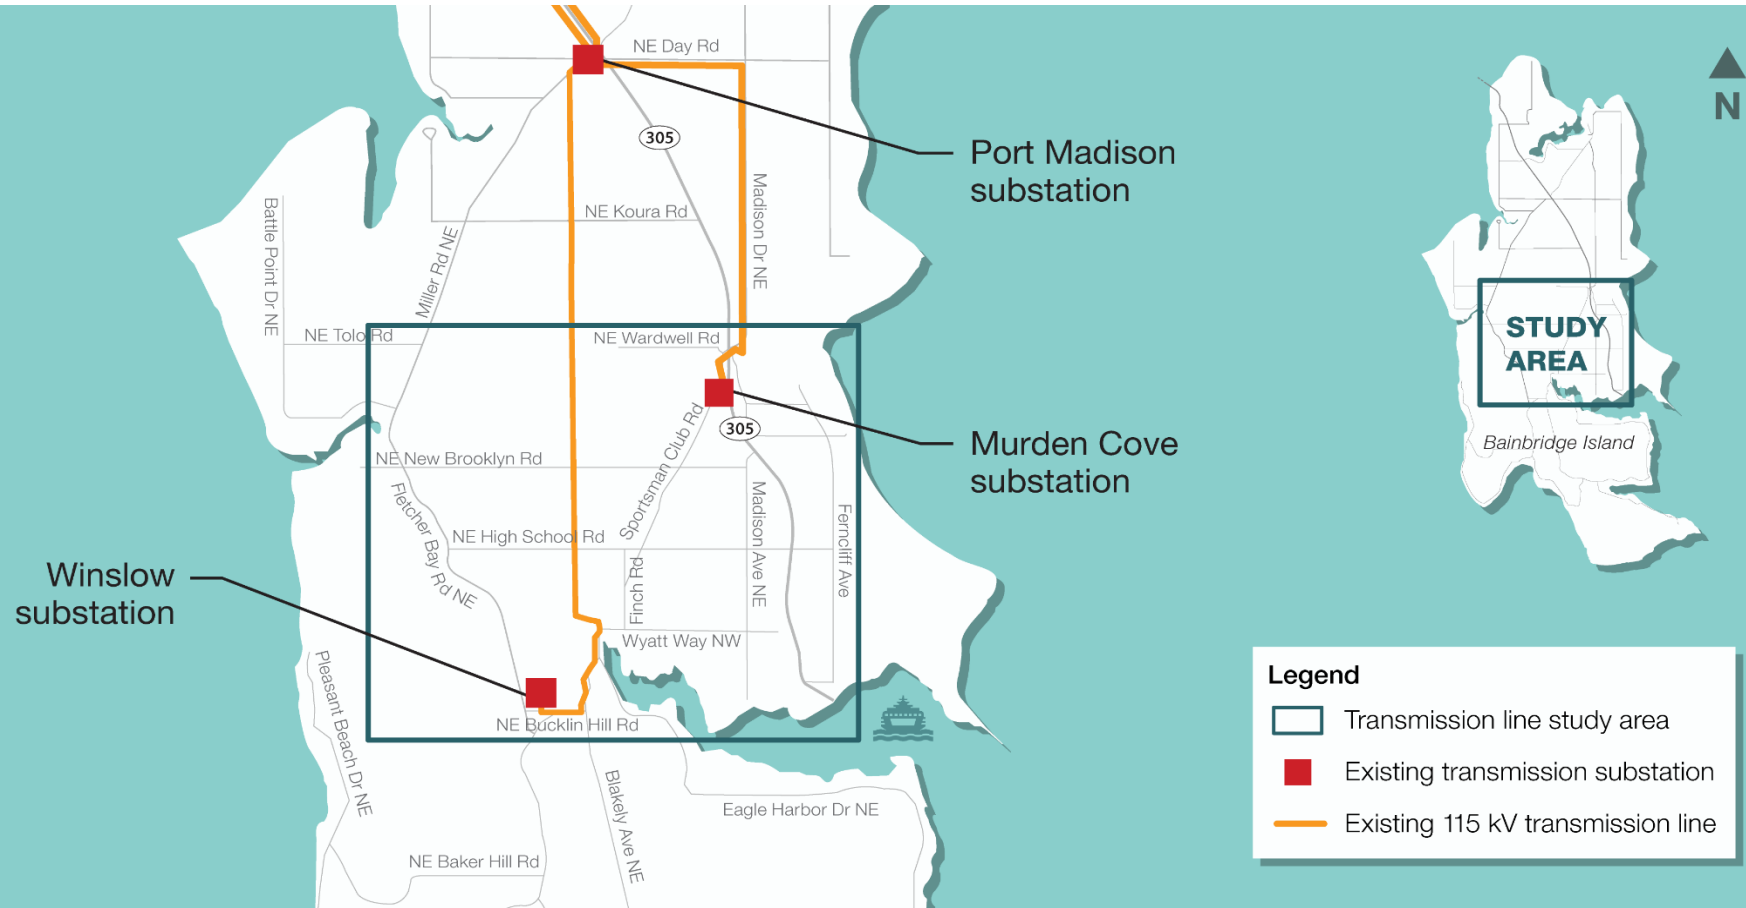 NE Day Rd
305
Port Madison
substation
N
Madison Dr NE
NE Koura Rd
Battle Point Dr NE
Miller Rd NE
NE Tolo Rd
NE Wardwell Rd
STUDY
AREA
305
Sportsman Club Rd
Murden Cove
substation
Bainbridge Island
NE New Brooklyn Rd
Fletcher Bay Rd NE
NE High School Rd
Madison Ave NE
Ferncliff Ave
Finch Rd
Winslow
substation
Wyatt Way NW
Pleasant Beach Dr NE
NE Bucklin Hill Rd
Blakely Ave NE
Eagle Harbor Dr NE
NE Baker Hill Rd
Legend
Transmission line study area
Existing transmission substation
Existing 115 kV transmission line